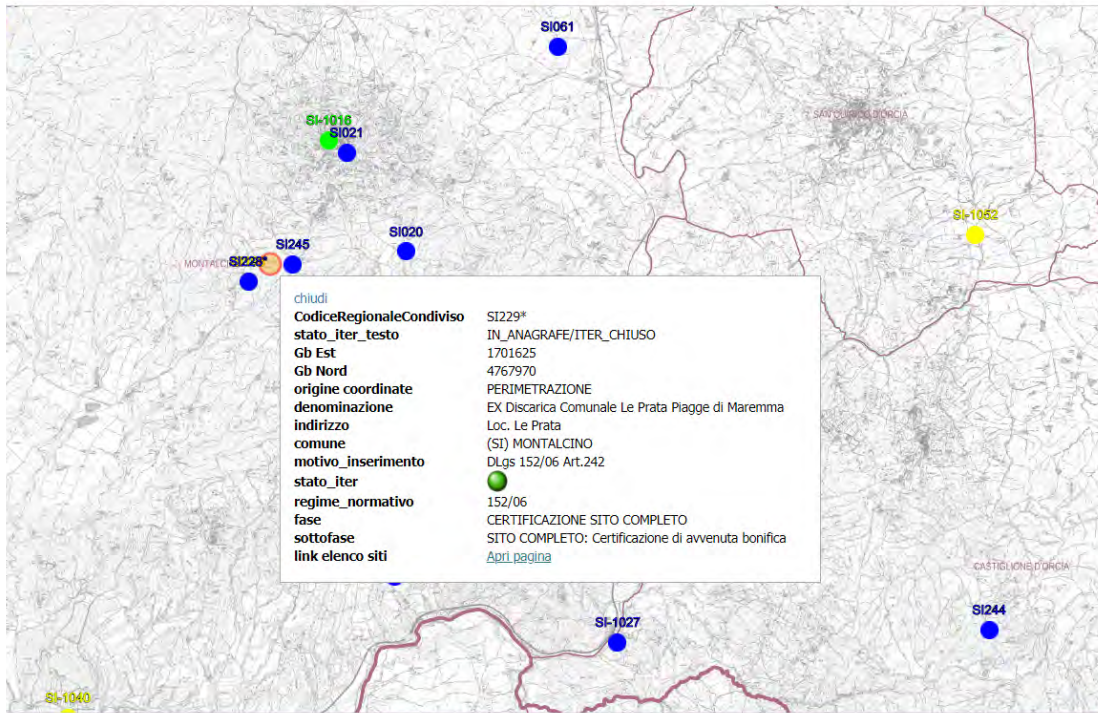 SI061
SI-1016
SI021
SAN QUIRICO D'ORCIA
SI-1052
SI020
SI245
SI228*
chiudi
CodiceRegionaleCondiviso SI229*
stato_iter_testo IN_ANAGRAFE/ITER_CHIUSO
Gb Est 1701625
Gb Nord 4767970
origine coordinate PERIMETRAZIONE
denominazione EX Discarica Comunale Le Prata Piagge di Maremma
indirizzo Loc. Le Prata
comune (SI) MONTALCINO
motivo_inserimento DLgs 152/06 Art.242
stato_iter
regime_normativo 152/06
fase CERTIFICAZIONE SITO COMPLETO
sottofase SITO COMPLETO: Certificazione di avvenuta bonifica
link elenco siti Apri pagina
CASTIGLIONE D'ORCIA
SI244
SI-1027
SI-1040